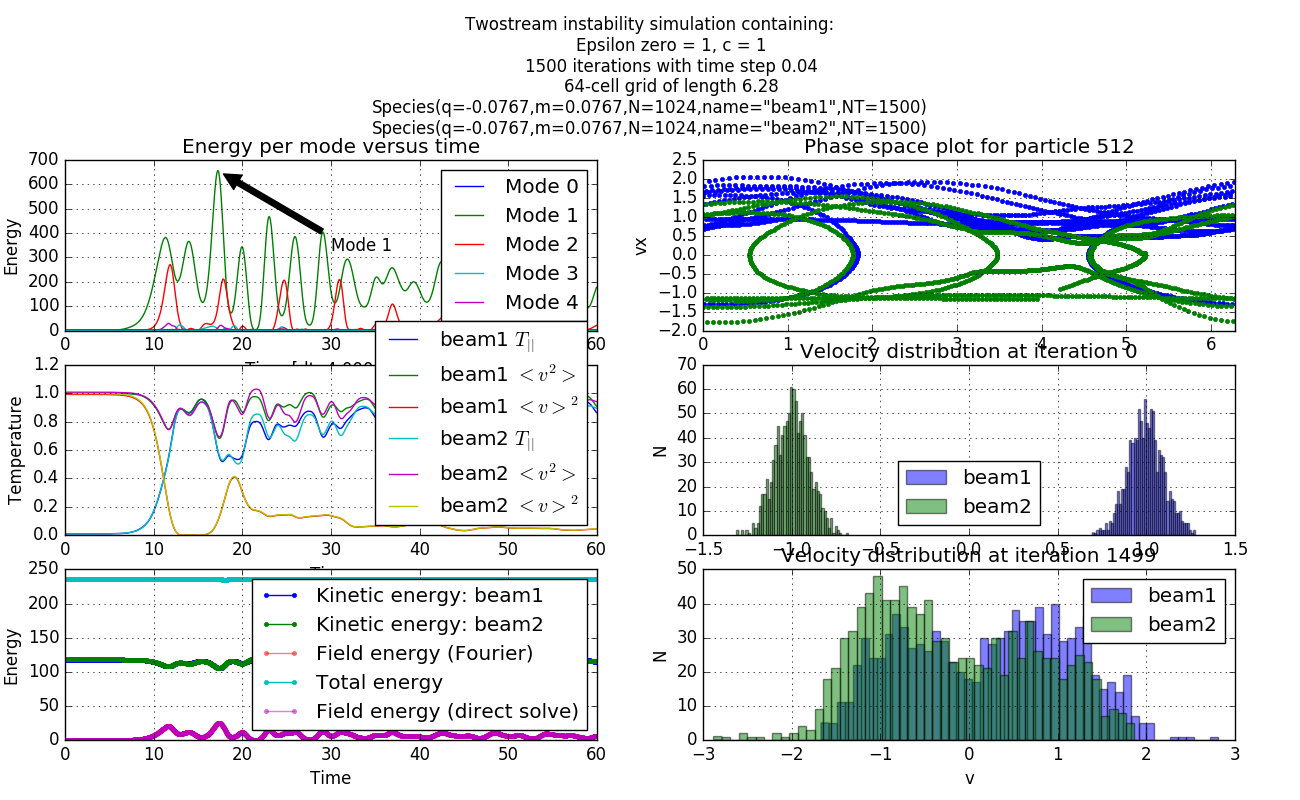 Twostream instability simulation containing:
Epsilon zero = 1, c = 1
1500 iterations with time step 0.04
64-cell grid of length 6.28
Species(q=-0.0767,m=0.0767,N=1024,name="beam1",NT=1500)
Species(q=-0.0767,m=0.0767,N=1024,name="beam2",NT=1500)
Energy per mode versus time
Energy
700
600
500
400
300
200
100
0
0 10 20 30 40 50 60
Mode 1
Mode 0
Mode 1
Mode 2
Mode 3
Mode 4
Phase space plot for particle 512
vx
2.5
2.0
1.5
1.0
0.5
0.0
−0.5
−1.0
−1.5
−2.0
0 1 2 3 4 5 6
Temperature
1.2
1.0
0.8
0.6
0.4
0.2
0.0
0 10 20 30 40 50 60
beam1 T||
beam1 <v²>
beam1 <v>²
beam2 T||
beam2 <v²>
beam2 <v>²
Velocity distribution at iteration 0
N
70
60
50
40
30
20
10
0
−1.5 −1.0 −0.5 0.0 0.5 1.0 1.5
beam1
beam2
Energy
250
200
150
100
50
0
0 10 20 30 40 50 60
Time
Kinetic energy: beam1
Kinetic energy: beam2
Field energy (Fourier)
Total energy
Field energy (direct solve)
Velocity distribution at iteration 1499
N
50
40
30
20
10
0
−3 −2 −1 0 1 2 3
v
beam1
beam2